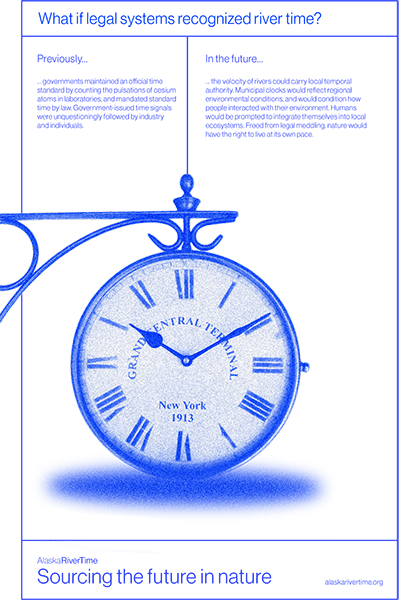 What if legal systems recognized river time?
Previously...
... governments maintained an official time
standard by counting the pulsations of cesium
atoms in laboratories, and mandated standard
time by law. Government-issued time signals
were unquestioningly followed by industry
and individuals.
In the future...
... the velocity of rivers could carry local temporal
authority. Municipal clocks would reflect regional
environmental conditions, and would condition how
people interacted with their environment. Humans
would be prompted to integrate themselves into local
ecosystems. Freed from legal meddling, nature would
have the right to live at its own pace.
GRAND CENTRAL TERMINAL
New York
1913
AlaskaRiverTime
Sourcing the future in nature
alaskarivertime.org